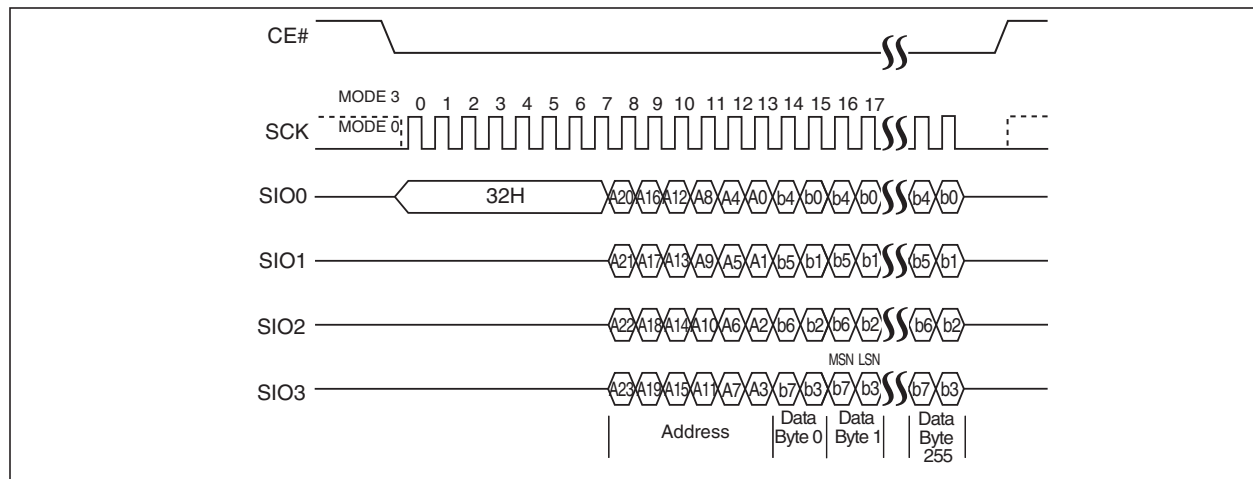 CE#
MODE 3
0 1 2 3 4 5 6 7 8 9 10 11 12 13 14 15 16 17
SCK
MODE 0
SIO0
32H
A20 A16 A12 A8 A4 A0 b4 b0 b4 b0 b4 b0
SIO1
A21 A17 A13 A9 A5 A1 b5 b1 b5 b1 b5 b1
SIO2
A22 A18 A14 A10 A6 A2 b6 b2 b6 b2 b6 b2
MSN LSN
SIO3
A23 A19 A15 A11 A7 A3 b7 b3 b7 b3 b7 b3
Address
Data
Byte 0
Data
Byte 1
Data
Byte
255